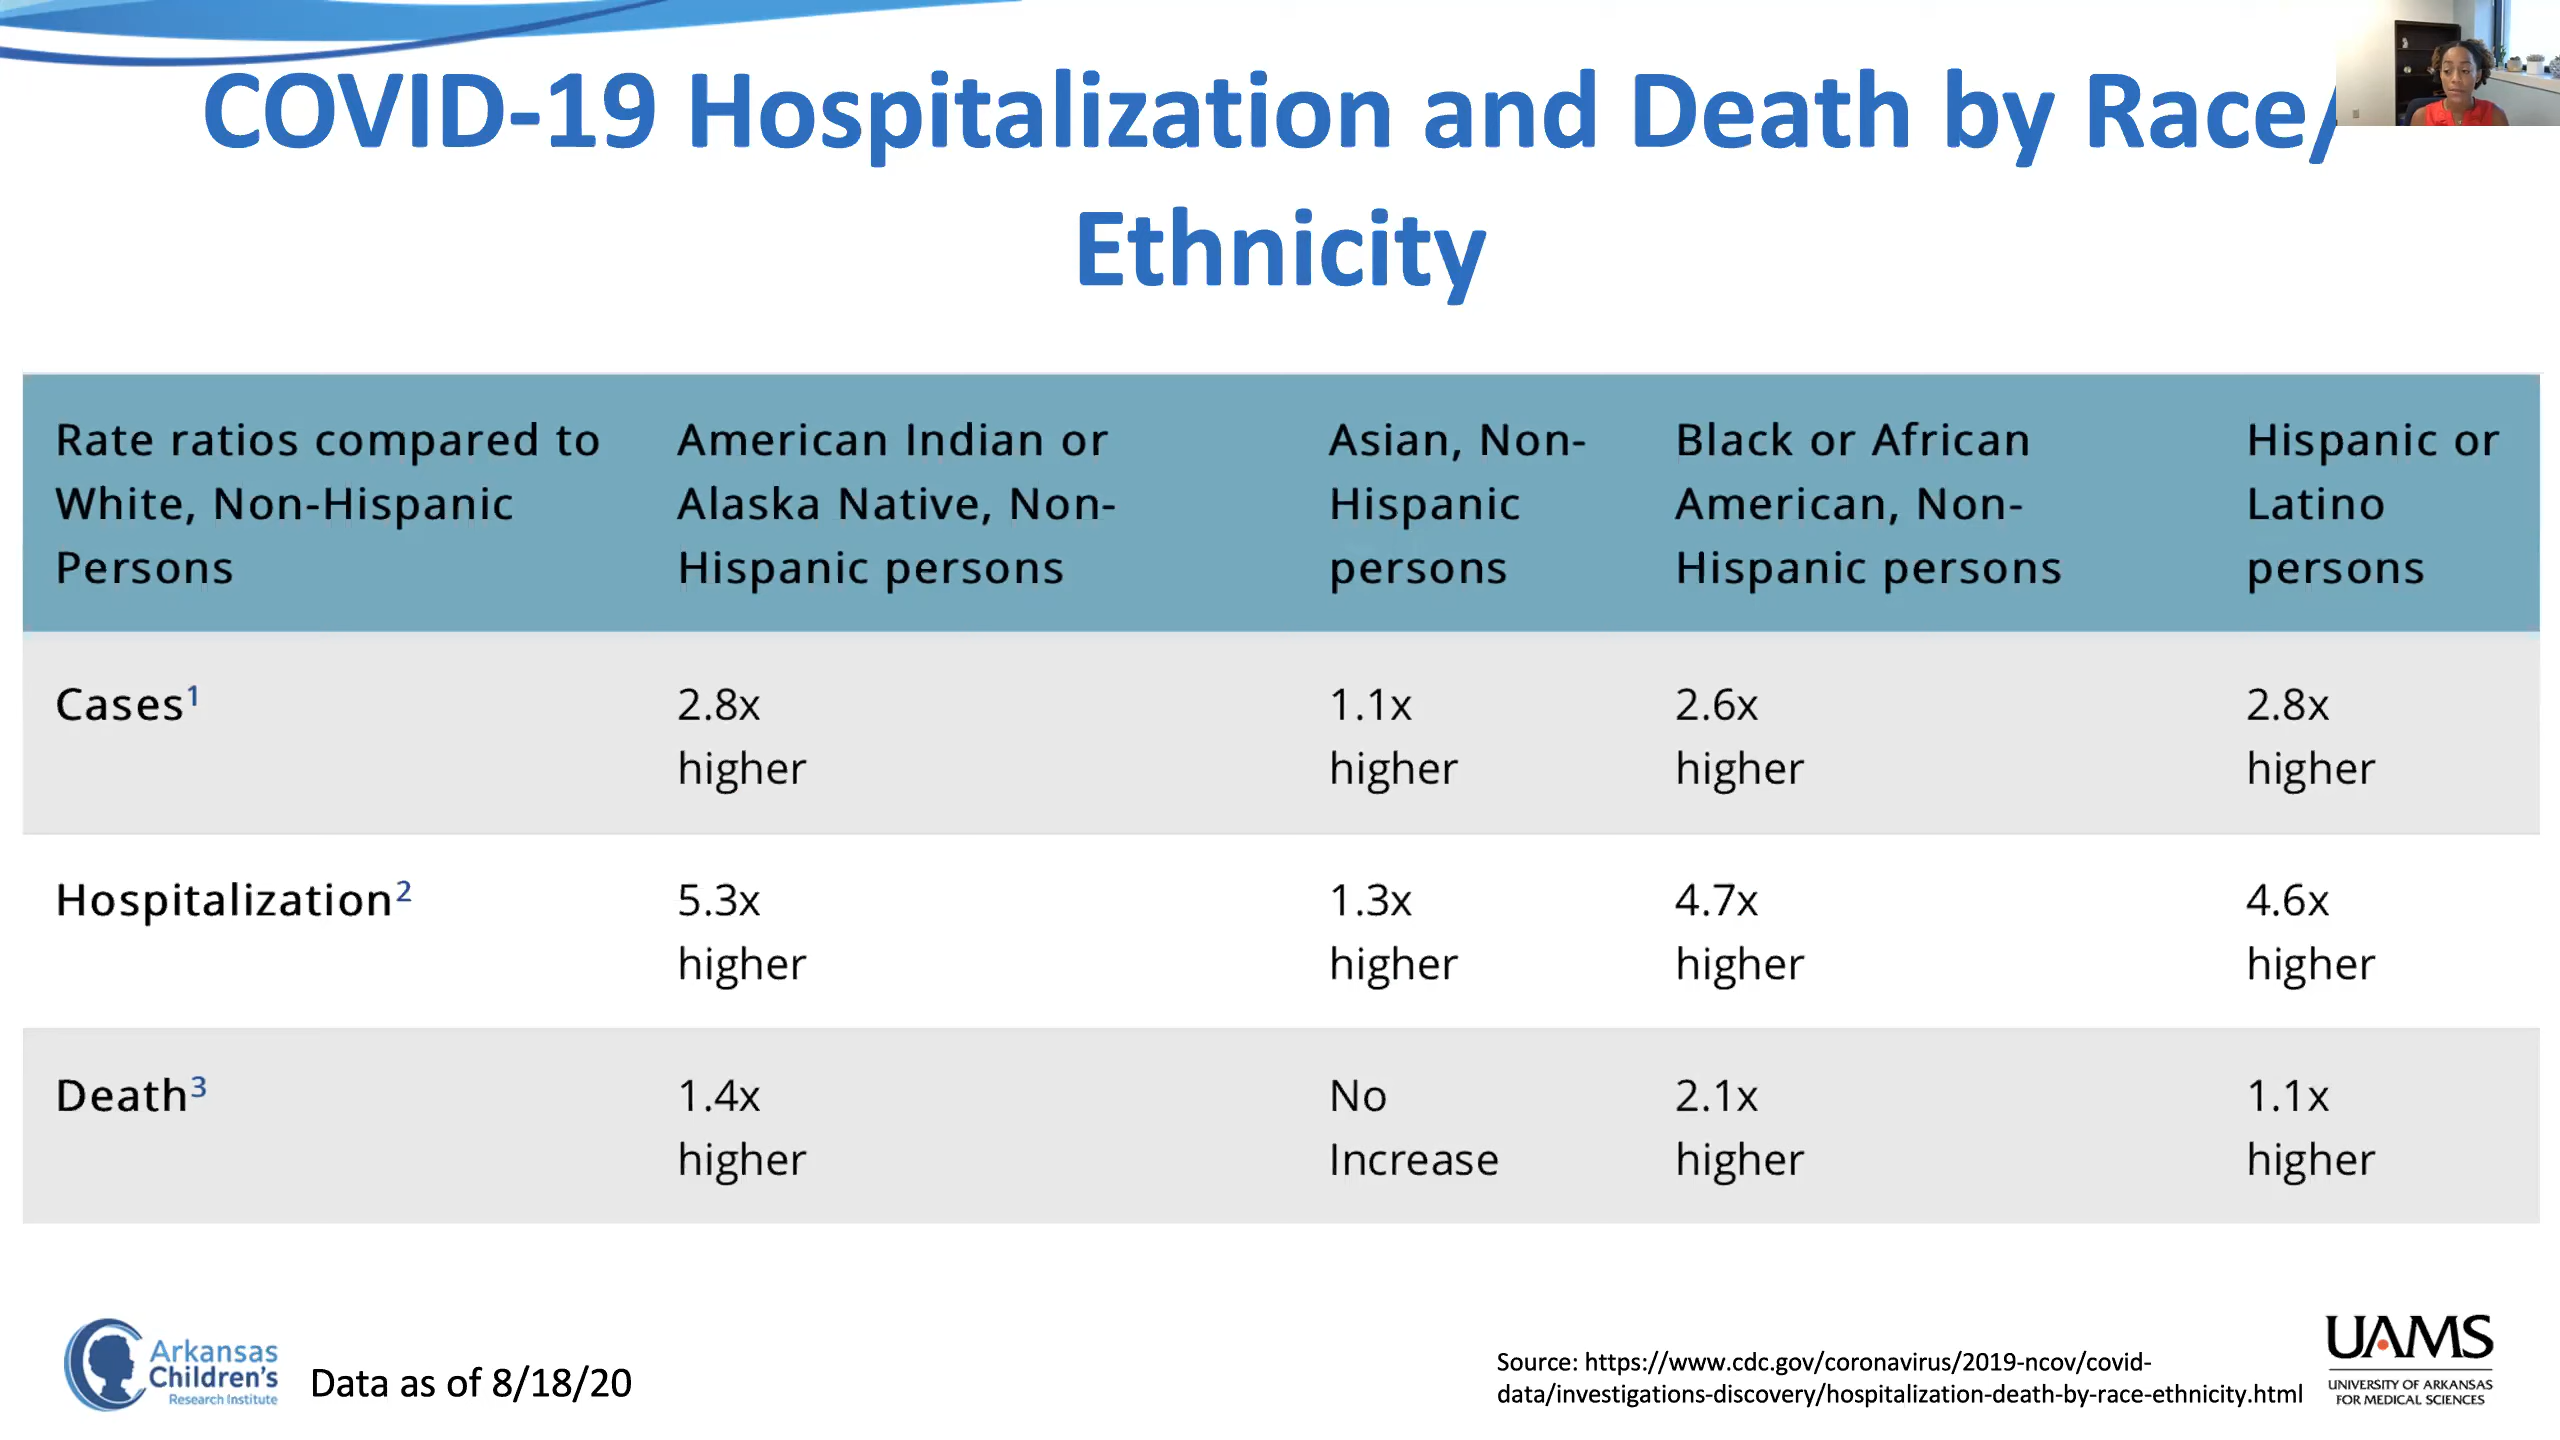 COVID-19 Hospitalization and Death by Race/
Ethnicity
Rate ratios compared to
White, Non-Hispanic
Persons
American Indian or
Alaska Native, Non-
Hispanic persons
Asian, Non-
Hispanic
persons
Black or African
American, Non-
Hispanic persons
Hispanic or
Latino
persons
Cases1
2.8x
higher
1.1x
higher
2.6x
higher
2.8x
higher
Hospitalization2
5.3x
higher
1.3x
higher
4.7x
higher
4.6x
higher
Death3
1.4x
higher
No
Increase
2.1x
higher
1.1x
higher
Arkansas
Children's
Research Institute
Data as of 8/18/20
Source: https://www.cdc.gov/coronavirus/2019-ncov/covid-
data/investigations-discovery/hospitalization-death-by-race-ethnicity.html
UAMS
UNIVERSITY OF ARKANSAS
FOR MEDICAL SCIENCES